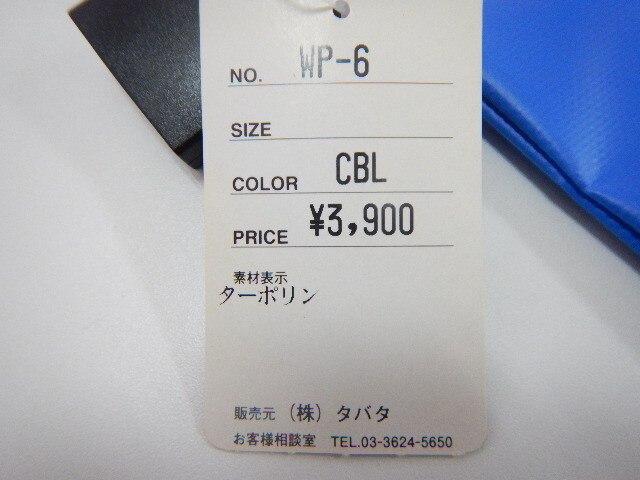 NO. WP-6
SIZE
COLOR CBL
PRICE ¥3,900
素材表示
ターポリン
販売元 (株) タバタ
お客様相談室 TEL.03-3624-5650